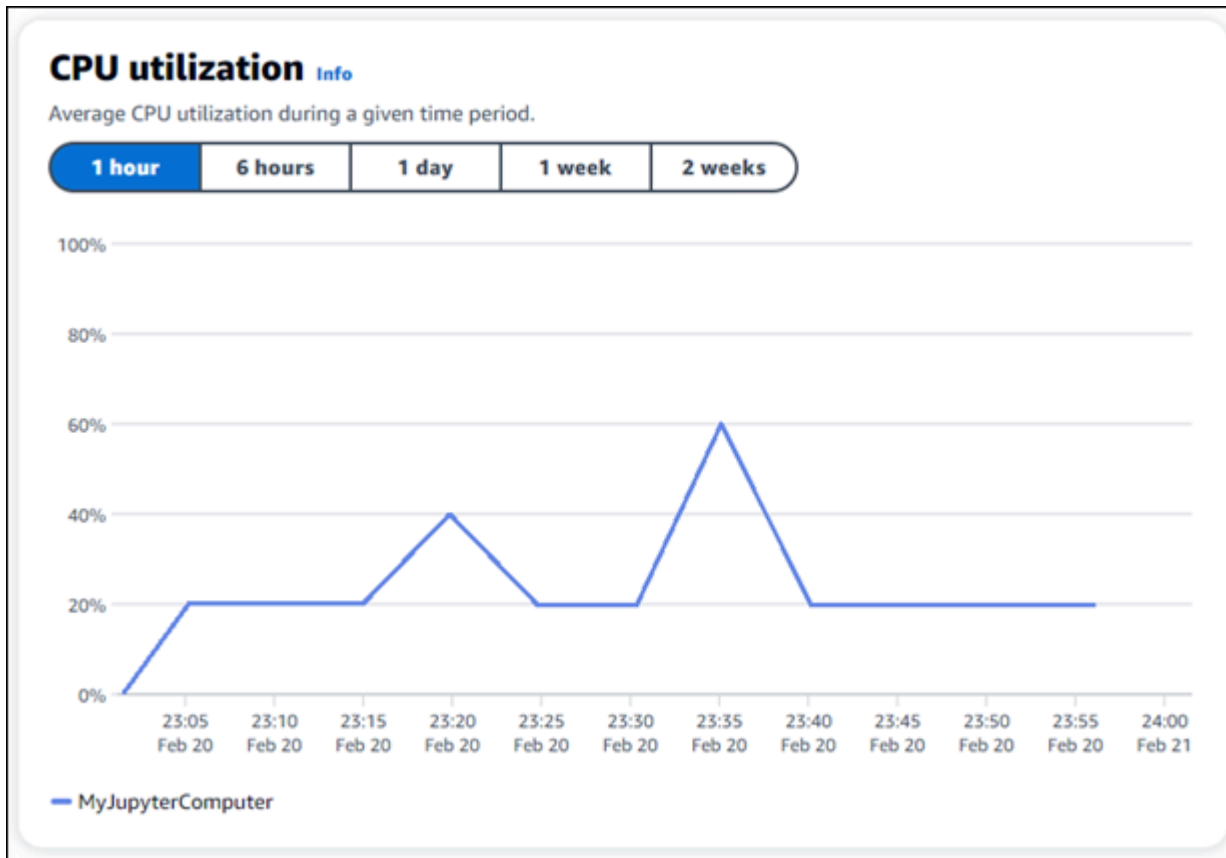 CPU utilization Info
Average CPU utilization during a given time period.
1 hour 6 hours 1 day 1 week 2 weeks
100%
80%
60%
40%
20%
0%
23:05 23:10 23:15 23:20 23:25 23:30 23:35 23:40 23:45 23:50 23:55 24:00
Feb 20 Feb 20 Feb 20 Feb 20 Feb 20 Feb 20 Feb 20 Feb 20 Feb 20 Feb 20 Feb 20 Feb 21
MyJupyterComputer